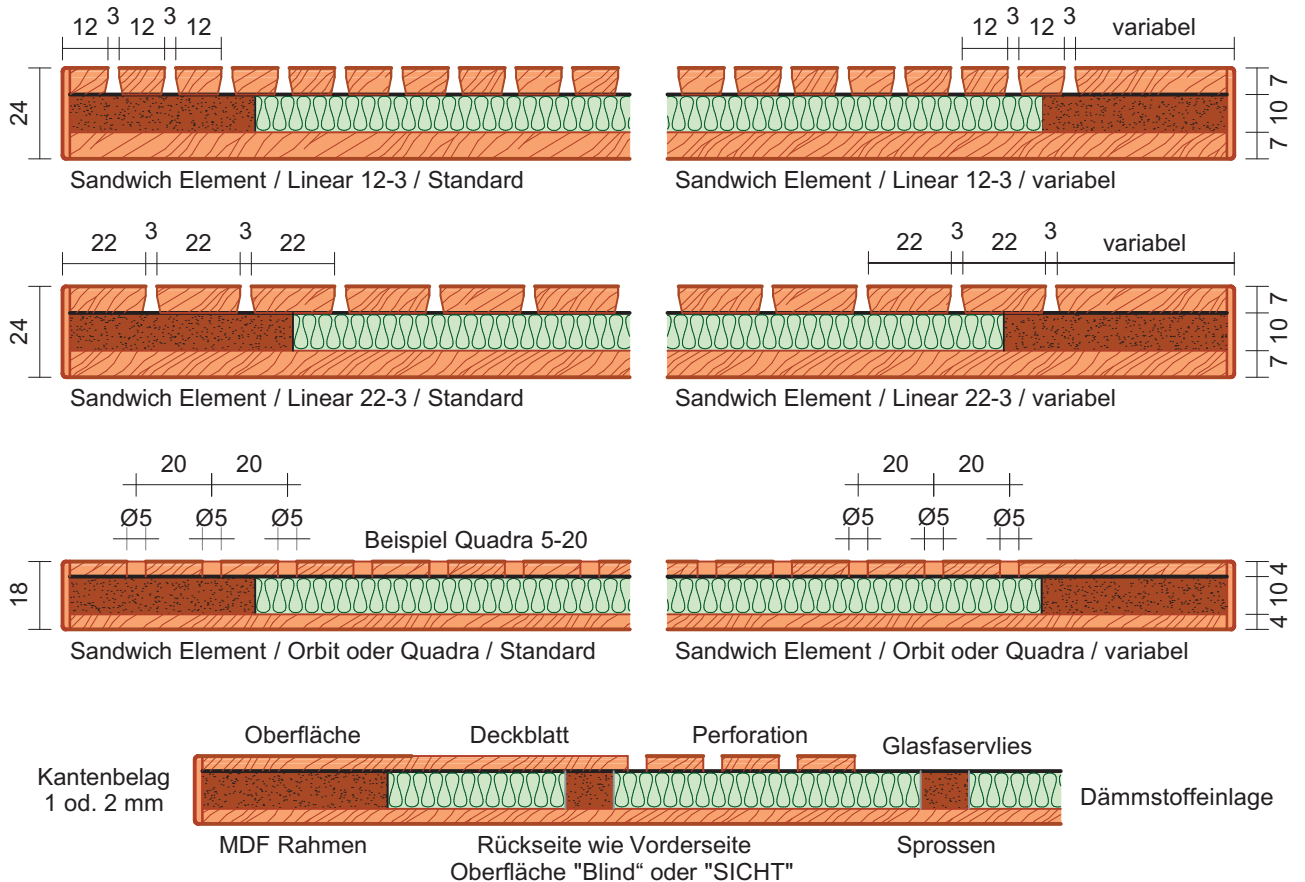 12 3 12 3 12
12 3 12 3 variabel
24
7
10
7
Sandwich Element / Linear 12-3 / Standard
Sandwich Element / Linear 12-3 / variabel
22 3 22 3 22
22 3 22 3 variabel
24
7
10
7
Sandwich Element / Linear 22-3 / Standard
Sandwich Element / Linear 22-3 / variabel
20 20
20 20
Ø5 Ø5 Ø5
Ø5 Ø5 Ø5
Beispiel Quadra 5-20
18
4
10
4
Sandwich Element / Orbit oder Quadra / Standard
Sandwich Element / Orbit oder Quadra / variabel
Oberfläche
Deckblatt
Perforation
Glasfaservlies
Kantenbelag
1 od. 2 mm
Dämmstoffeinlage
MDF Rahmen
Rückseite wie Vorderseite
Oberfläche "Blind“ oder "SICHT"
Sprossen